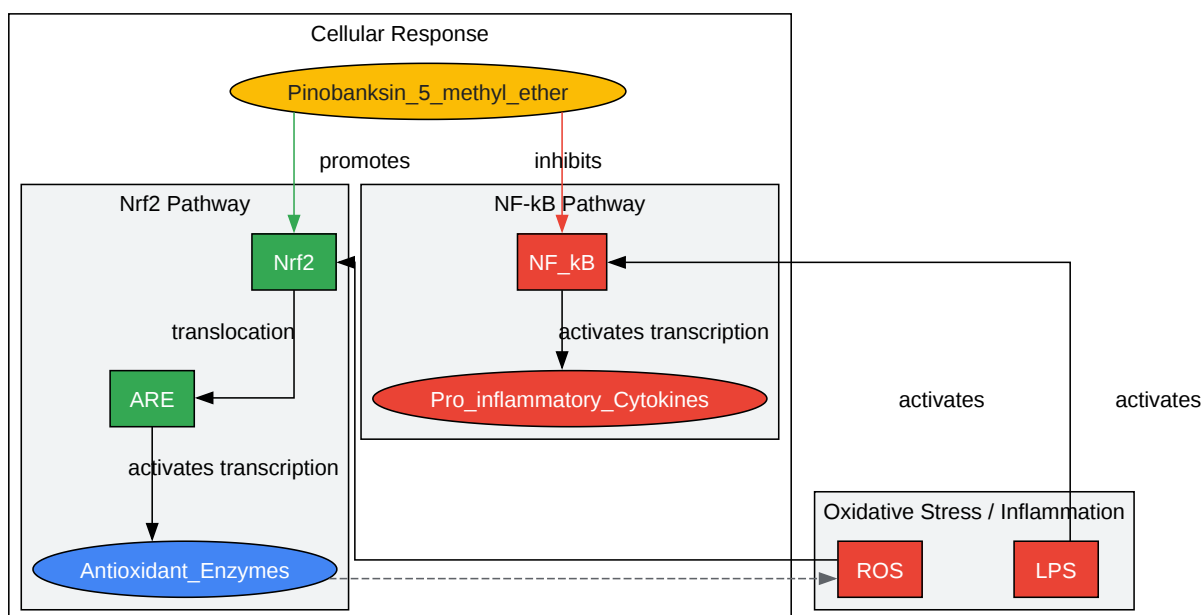 Cellular Response
Pinobanksin_5_methyl_ether
promotes
inhibits
Nrf2 Pathway
NF-kB Pathway
Nrf2
NF_kB
translocation
activates transcription
ARE
Pro_inflammatory_Cytokines
activates
activates
activates transcription
Oxidative Stress / Inflammation
Antioxidant_Enzymes
ROS
LPS